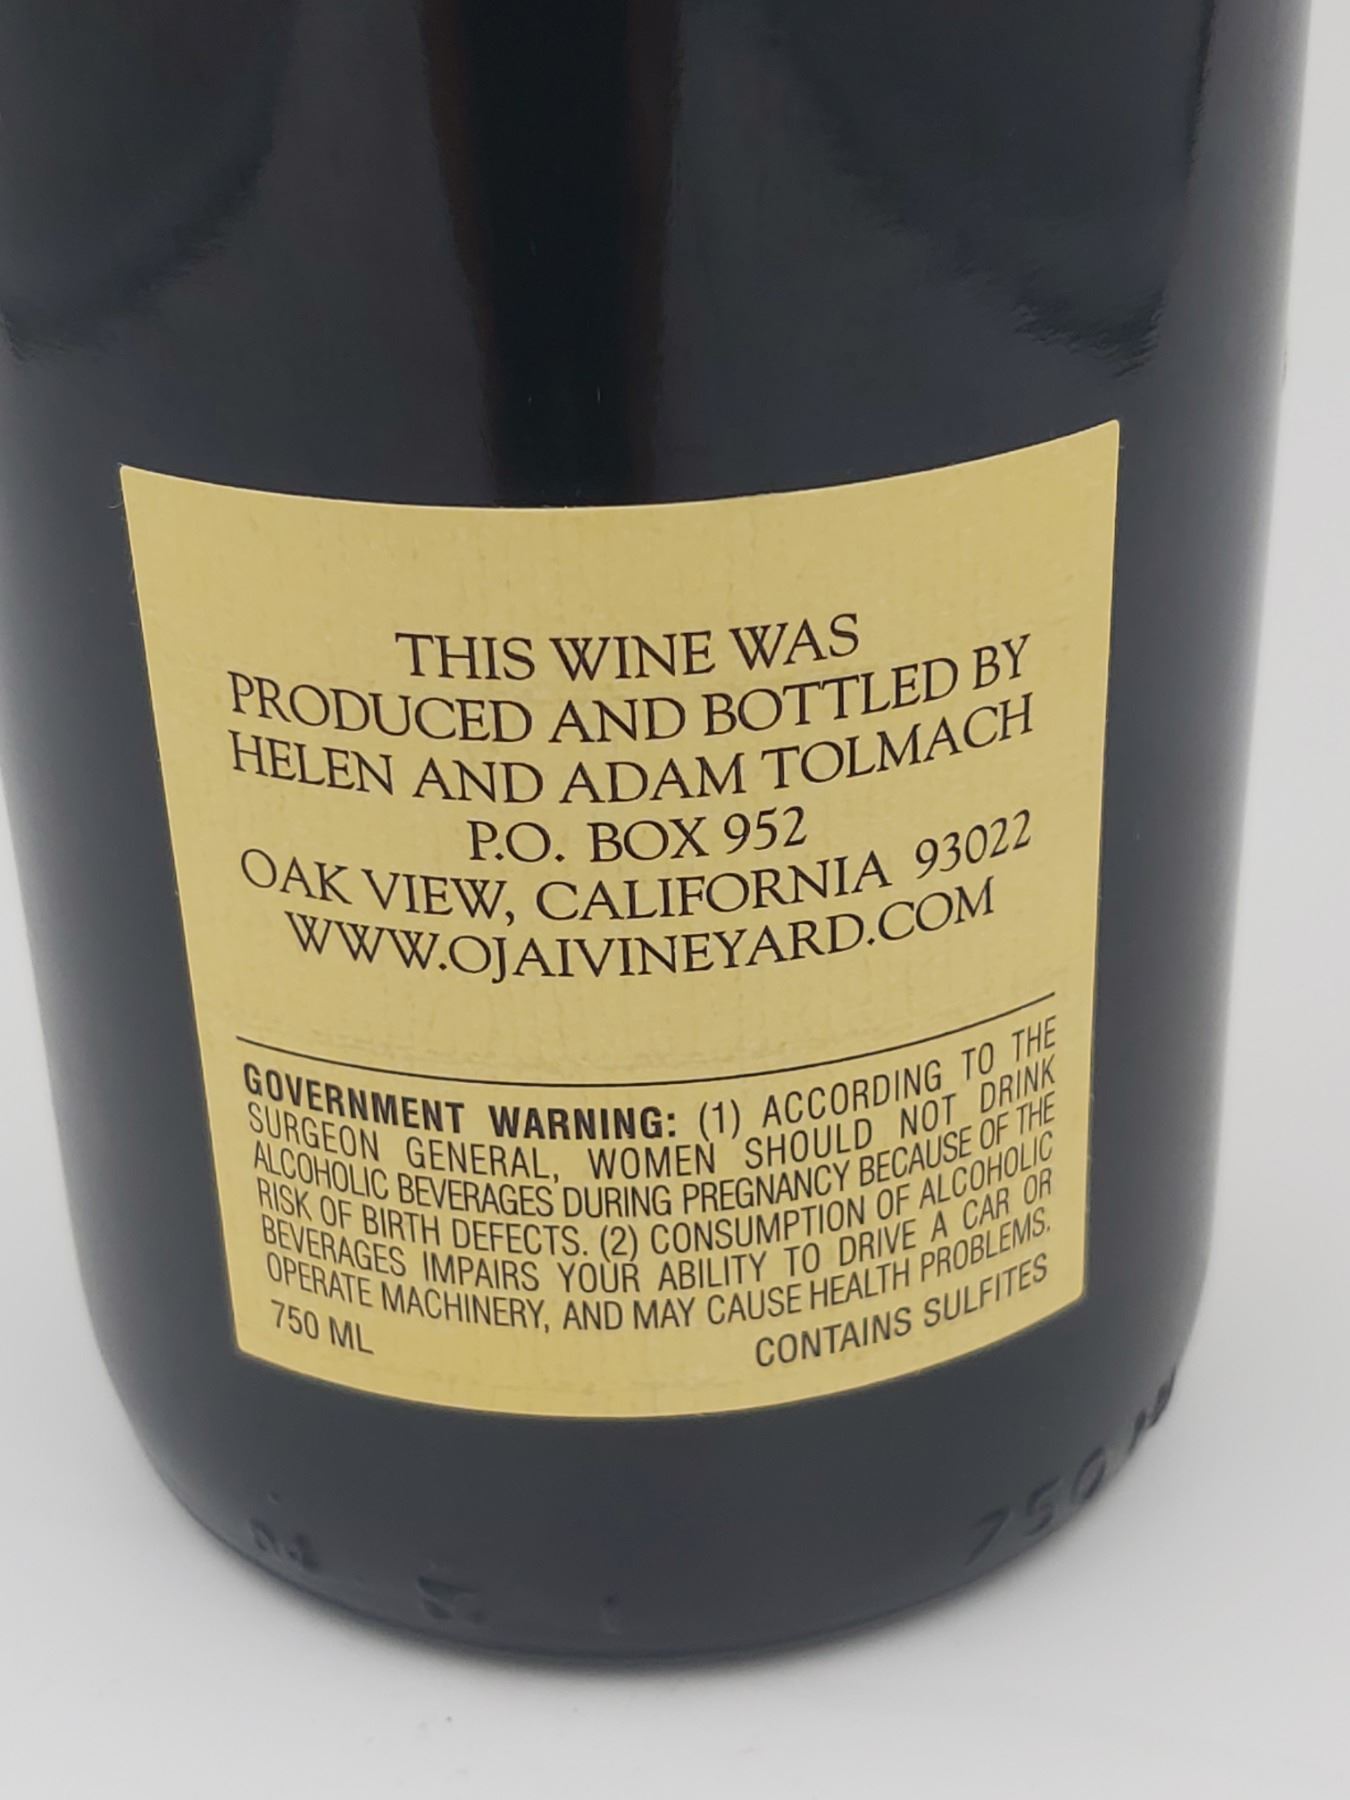 THIS WINE WAS
PRODUCED AND BOTTLED BY
HELEN AND ADAM TOLMACH
P.O. BOX 952
OAK VIEW, CALIFORNIA 93022
WWW.OJAIVINEYARD.COM
GOVERNMENT WARNING: (1) ACCORDING TO THE
SURGEON GENERAL, WOMEN SHOULD NOT DRINK
ALCOHOLIC BEVERAGES DURING PREGNANCY BECAUSE OF THE
RISK OF BIRTH DEFECTS. (2) CONSUMPTION OF ALCOHOLIC
BEVERAGES IMPAIRS YOUR ABILITY TO DRIVE A CAR OR
OPERATE MACHINERY, AND MAY CAUSE HEALTH PROBLEMS.
750 ML CONTAINS SULFITES
750